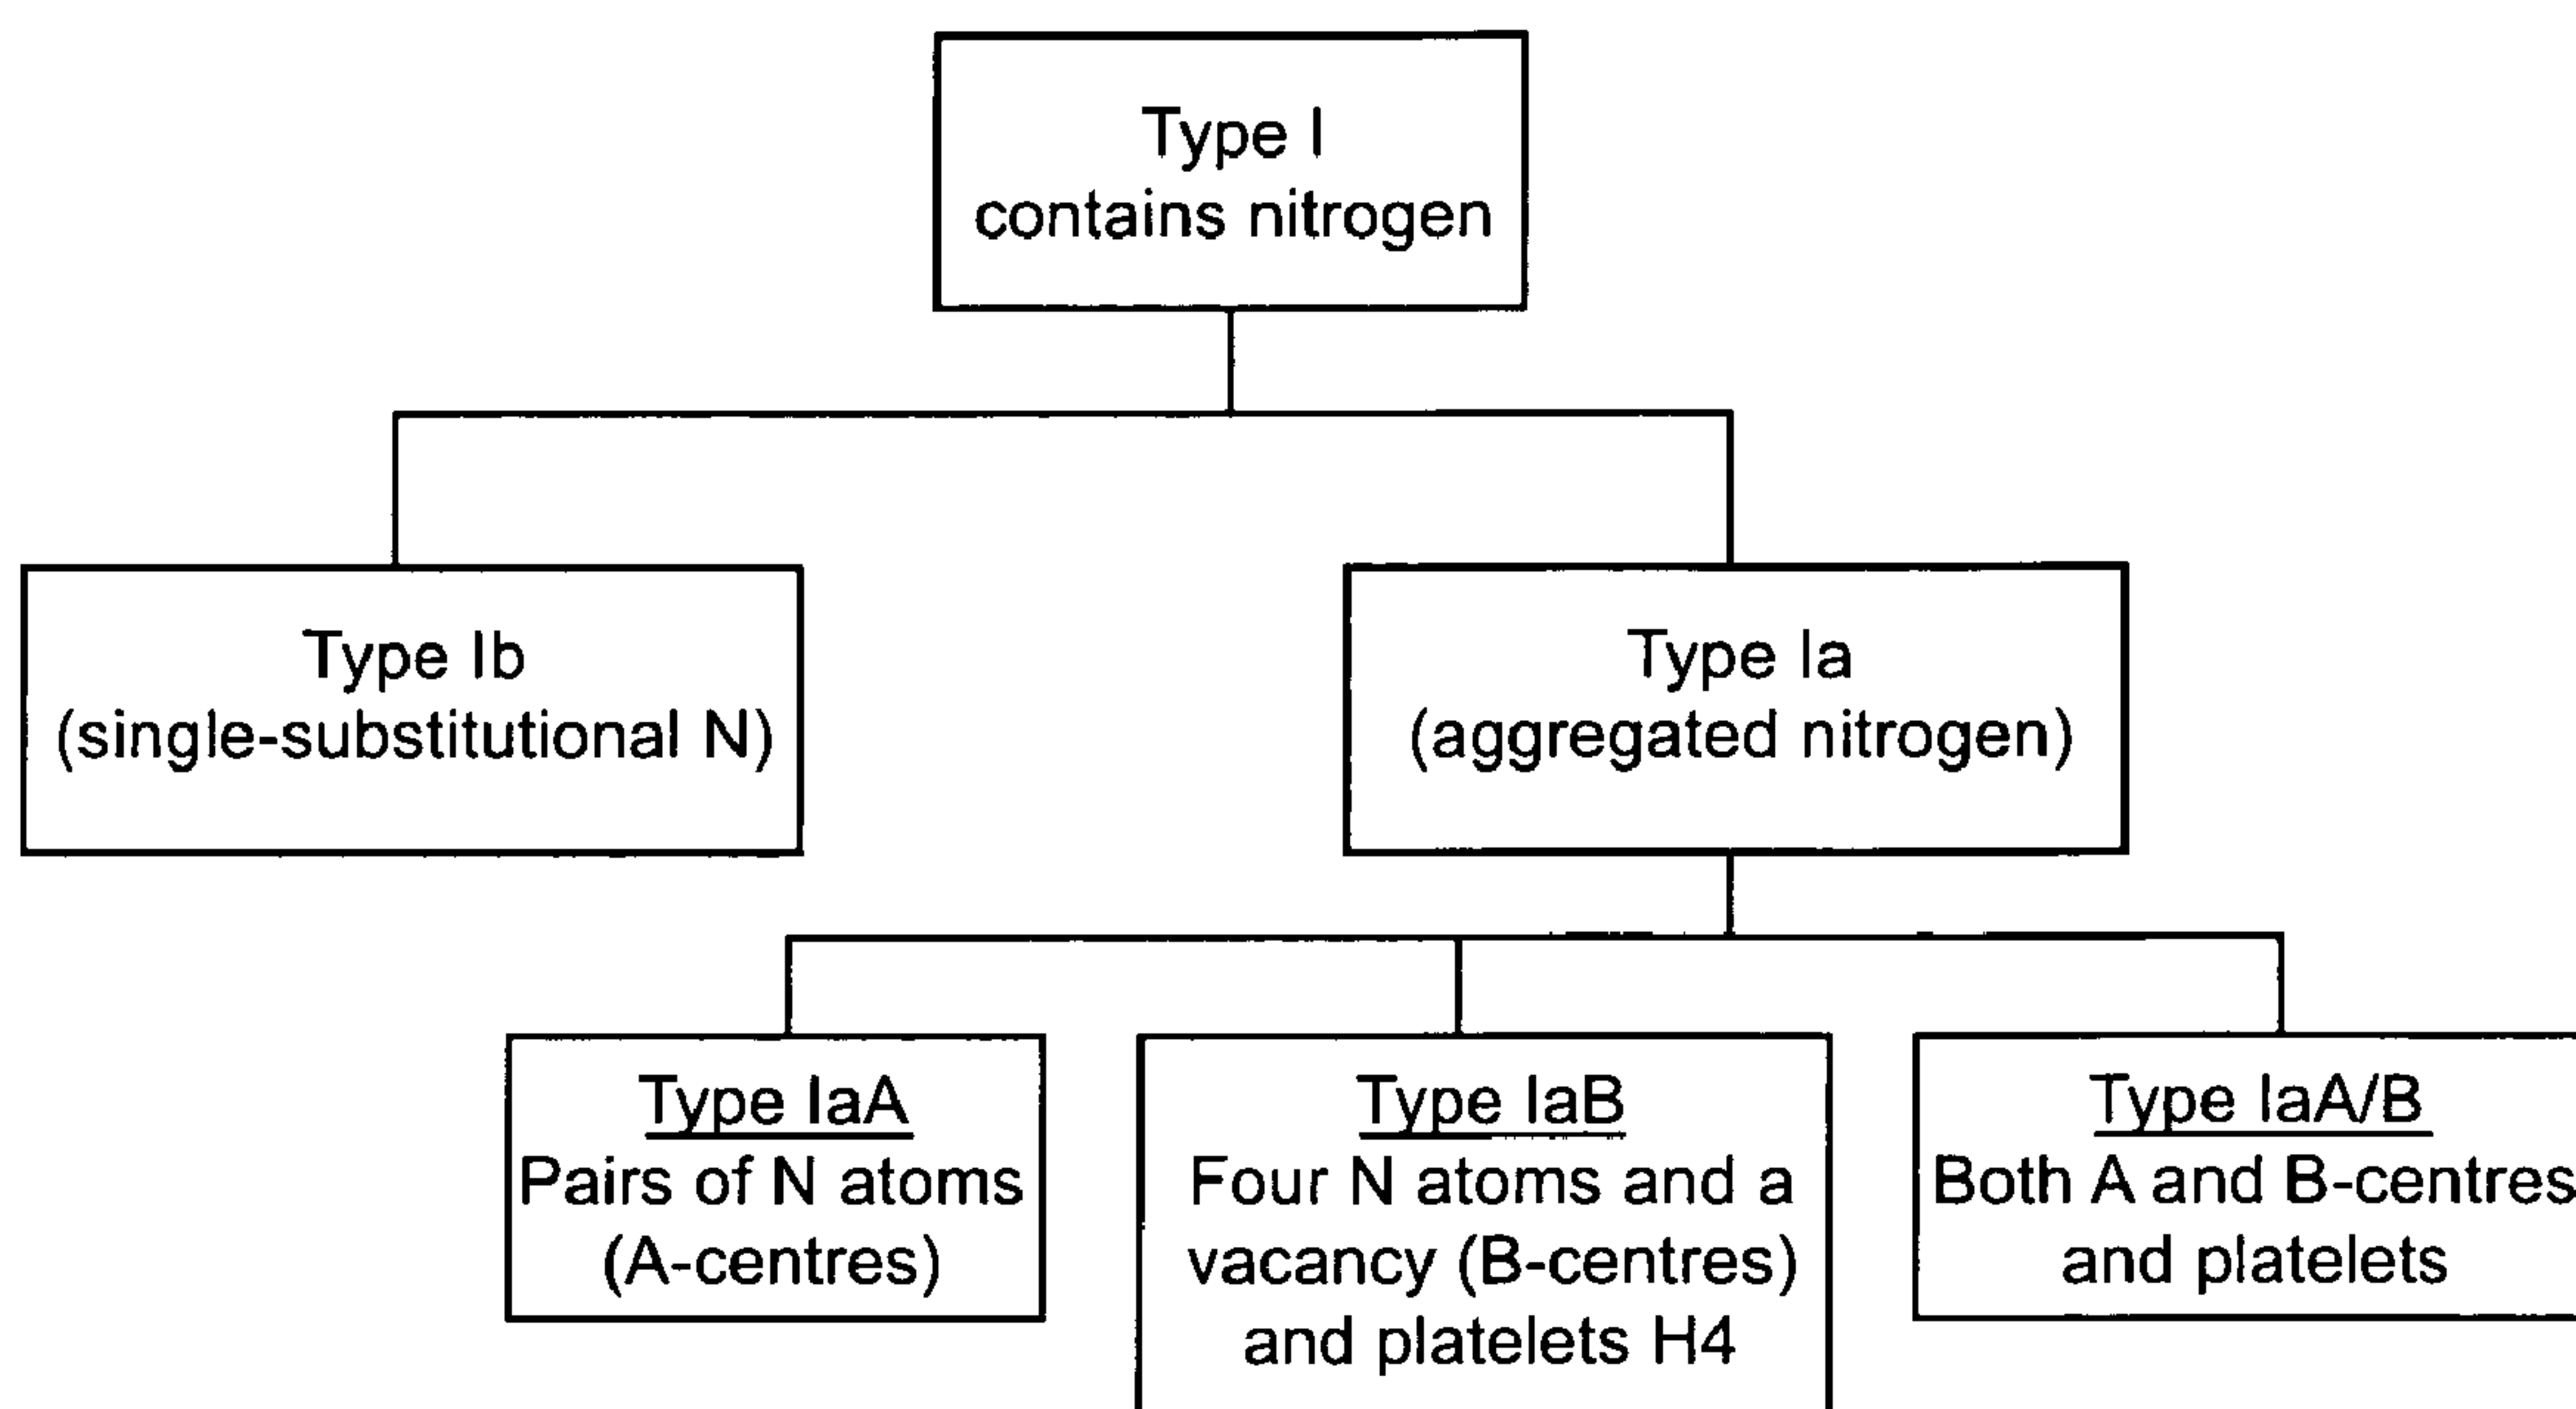 Type I
contains nitrogen
Type Ib
(single-substitutional N)
Type Ia
(aggregated nitrogen)
Type IaA
Pairs of N atoms
(A-centres)
Type IaB
Four N atoms and a
vacancy (B-centres)
and platelets H4
Type IaA/B
Both A and B-centres
and platelets